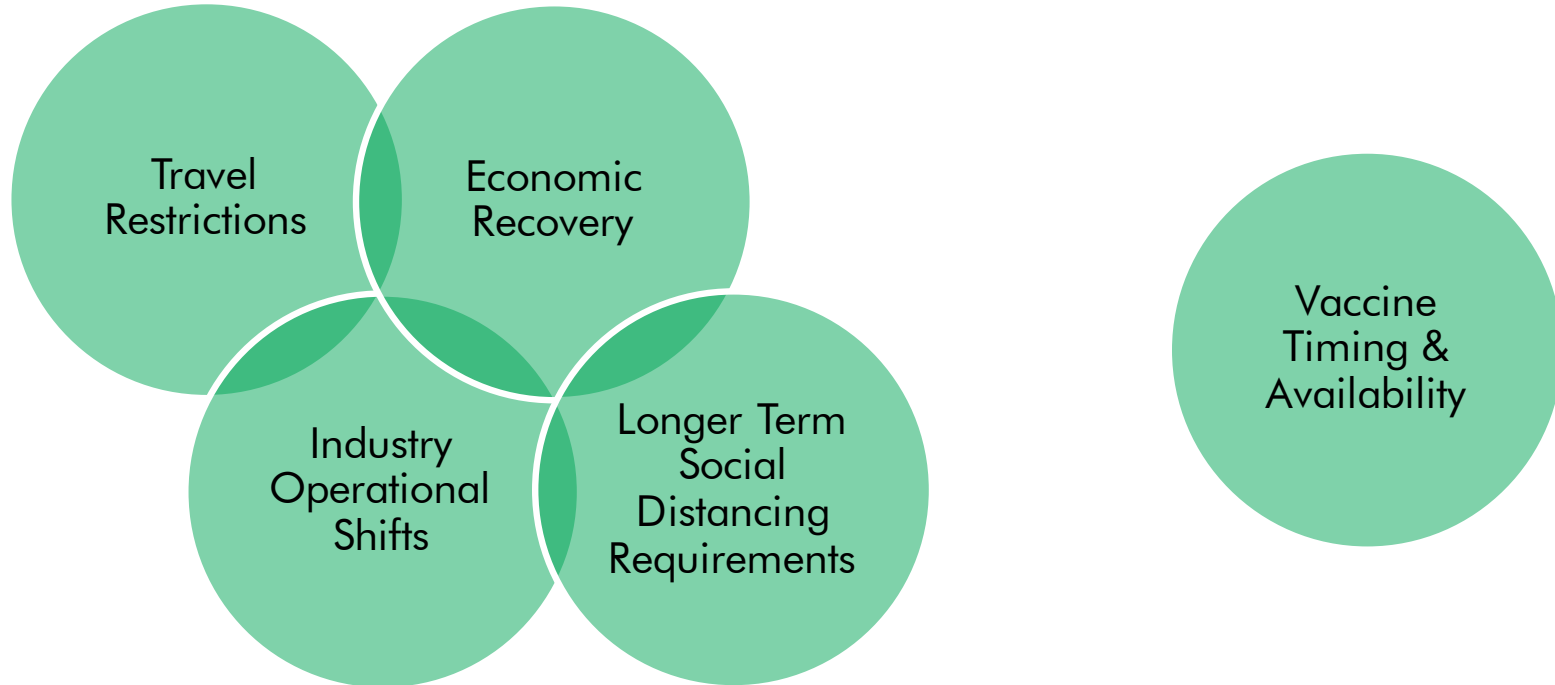 Travel
Restrictions
Economic
Recovery
Industry
Operational
Shifts
Longer Term
Social
Distancing
Requirements
Vaccine
Timing &
Availability